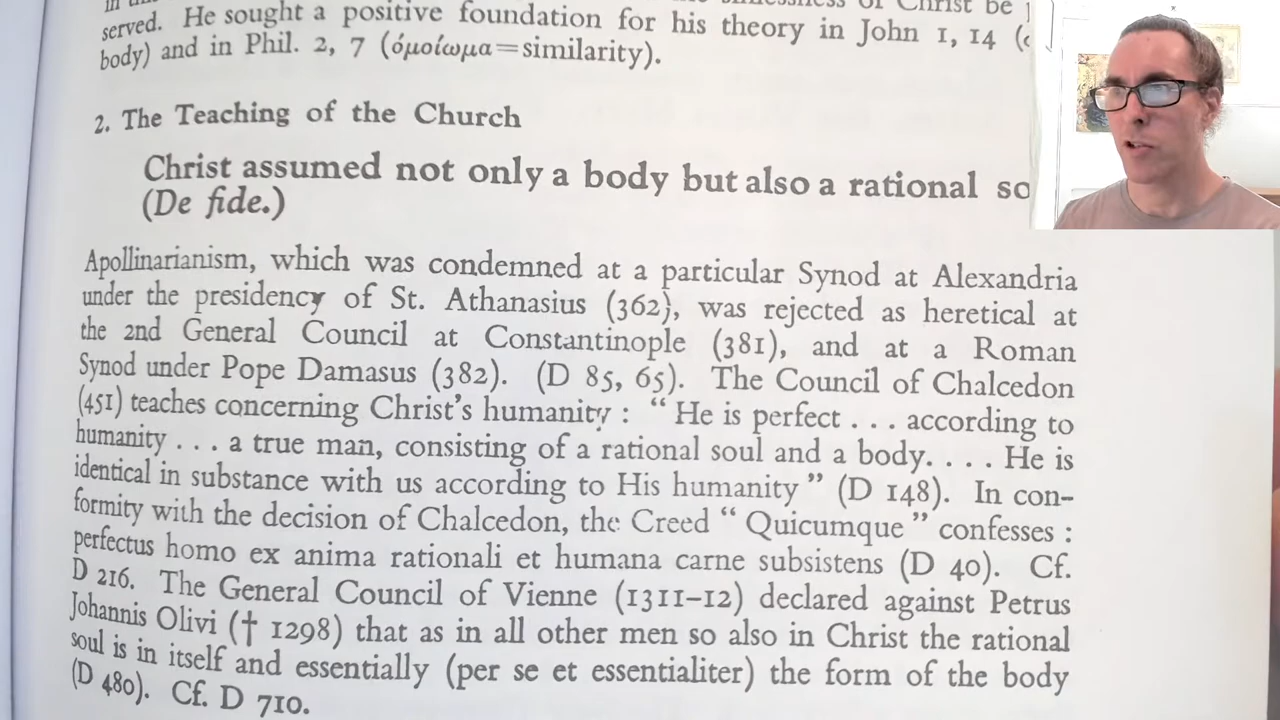 served. He sought a positive foundation for his theory in John 1, 14 (
body) and in Phil. 2, 7 (ὁμοίωμα=similarity).
2. The Teaching of the Church
Christ assumed not only a body but also a rational so
(De fide.)
Apollinarianism, which was condemned at a particular Synod at Alexandria
under the presidency of St. Athanasius (362), was rejected as heretical at
the 2nd General Council at Constantinople (381), and at a Roman
Synod under Pope Damasus (382). (D 85, 65). The Council of Chalcedon
(451) teaches concerning Christ's humanity : “ He is perfect . . . according to
humanity . . . a true man, consisting of a rational soul and a body. . . . He is
identical in substance with us according to His humanity ” (D 148). In con-
formity with the decision of Chalcedon, the Creed “ Quicumque ” confesses :
perfectus homo ex anima rationali et humana carne subsistens (D 40). Cf.
D 216. The General Council of Vienne (1311–12) declared against Petrus
Johannis Olivi († 1298) that as in all other men so also in Christ the rational
soul is in itself and essentially (per se et essentialiter) the form of the body
(D 480). Cf. D 710.